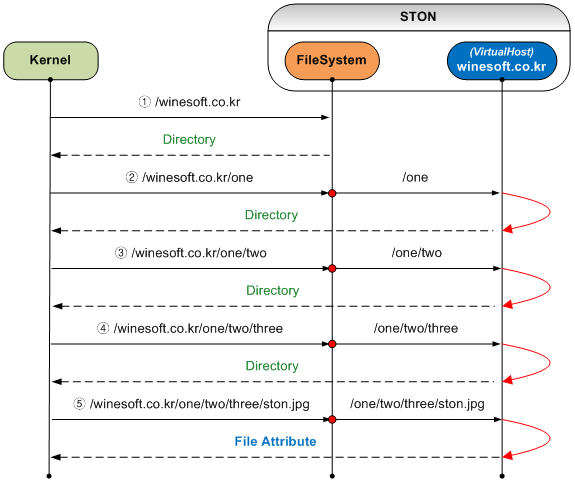 STON
Kernel
FileSystem
(VirtualHost)
winesoft.co.kr
① /winesoft.co.kr
Directory
② /winesoft.co.kr/one
/one
Directory
③ /winesoft.co.kr/one/two
/one/two
Directory
④ /winesoft.co.kr/one/two/three
/one/two/three
Directory
⑤ /winesoft.co.kr/one/two/three/ston.jpg
/one/two/three/ston.jpg
File Attribute